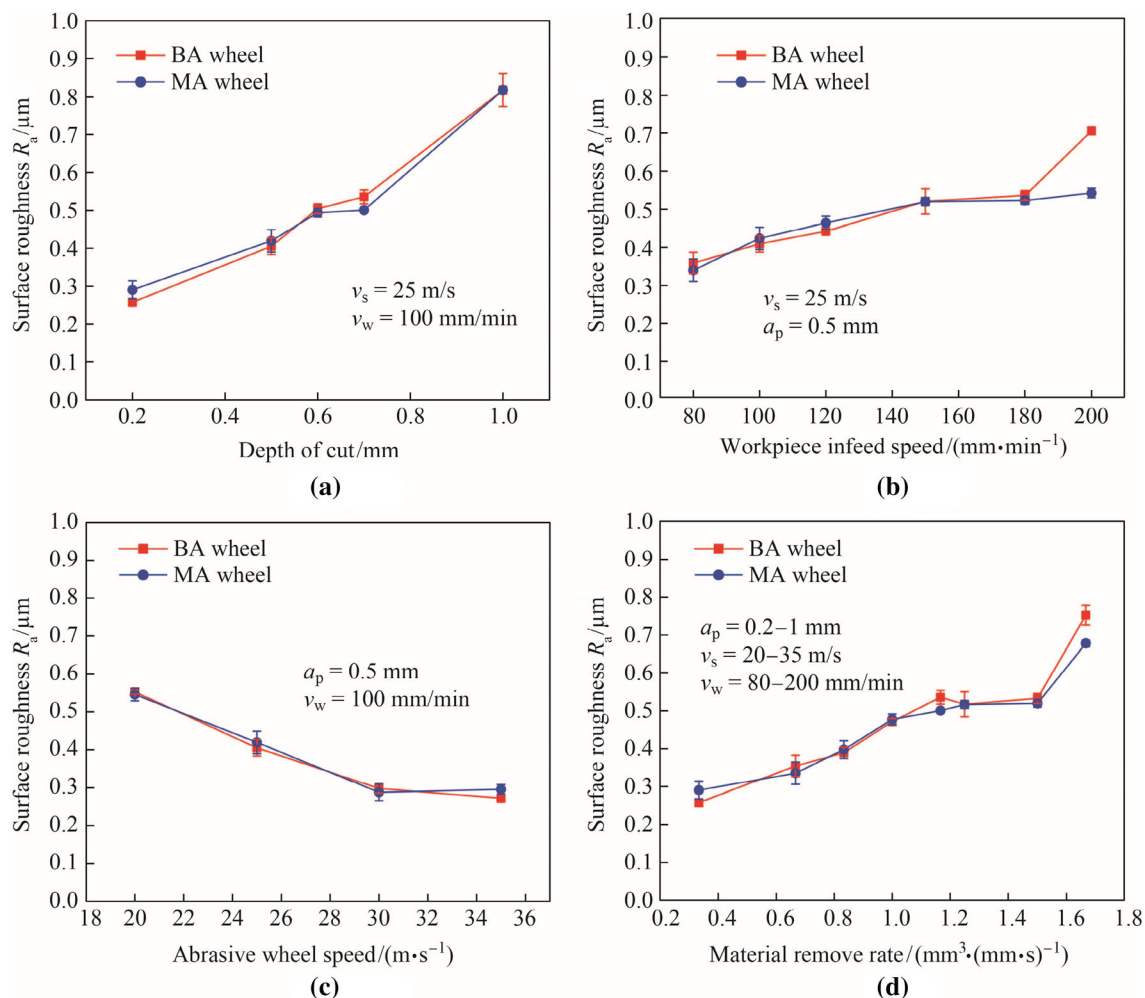 1.0
0.9
0.8
0.7
0.6
0.5
0.4
0.3
0.2
0.1
0.0
Surface roughness Rₐ/μm
BA wheel
MA wheel
vₛ = 25 m/s
v_w = 100 mm/min
0.2 0.4 0.6 0.8 1.0
Depth of cut/mm
(a)
1.0
0.9
0.8
0.7
0.6
0.5
0.4
0.3
0.2
0.1
0.0
Surface roughness Rₐ/μm
BA wheel
MA wheel
vₛ = 25 m/s
aₚ = 0.5 mm
80 100 120 140 160 180 200
Workpiece infeed speed/(mm·min⁻¹)
(b)
1.0
0.9
0.8
0.7
0.6
0.5
0.4
0.3
0.2
0.1
0.0
Surface roughness Rₐ/μm
BA wheel
MA wheel
aₚ = 0.5 mm
v_w = 100 mm/min
18 20 22 24 26 28 30 32 34 36
Abrasive wheel speed/(m·s⁻¹)
(c)
1.0
0.9
0.8
0.7
0.6
0.5
0.4
0.3
0.2
0.1
0.0
Surface roughness Rₐ/μm
BA wheel
MA wheel
aₚ = 0.2–1 mm
vₛ = 20–35 m/s
v_w = 80–200 mm/min
0.2 0.4 0.6 0.8 1.0 1.2 1.4 1.6 1.8
Material remove rate/(mm³·(mm·s)⁻¹)
(d)